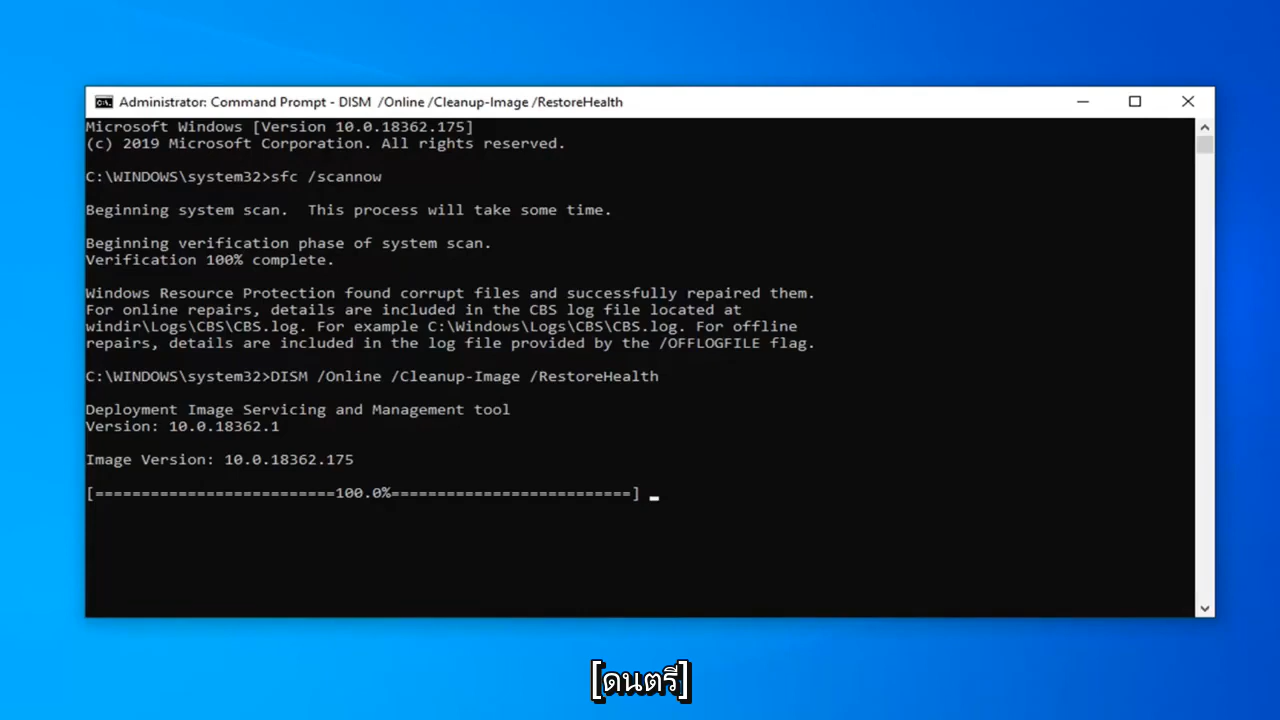 Administrator: Command Prompt - DISM  /Online /Cleanup-Image /RestoreHealth
Microsoft Windows [Version 10.0.18362.175]
(c) 2019 Microsoft Corporation. All rights reserved.
C:\WINDOWS\system32>sfc /scannow
Beginning system scan.  This process will take some time.
Beginning verification phase of system scan.
Verification 100% complete.
Windows Resource Protection found corrupt files and successfully repaired them.
For online repairs, details are included in the CBS log file located at
windir\Logs\CBS\CBS.log. For example C:\Windows\Logs\CBS\CBS.log. For offline
repairs, details are included in the log file provided by the /OFFLOGFILE flag.
C:\WINDOWS\system32>DISM /Online /Cleanup-Image /RestoreHealth
Deployment Image Servicing and Management tool
Version: 10.0.18362.1
Image Version: 10.0.18362.175
[==========================100.0%==========================]
[ดนตรี]